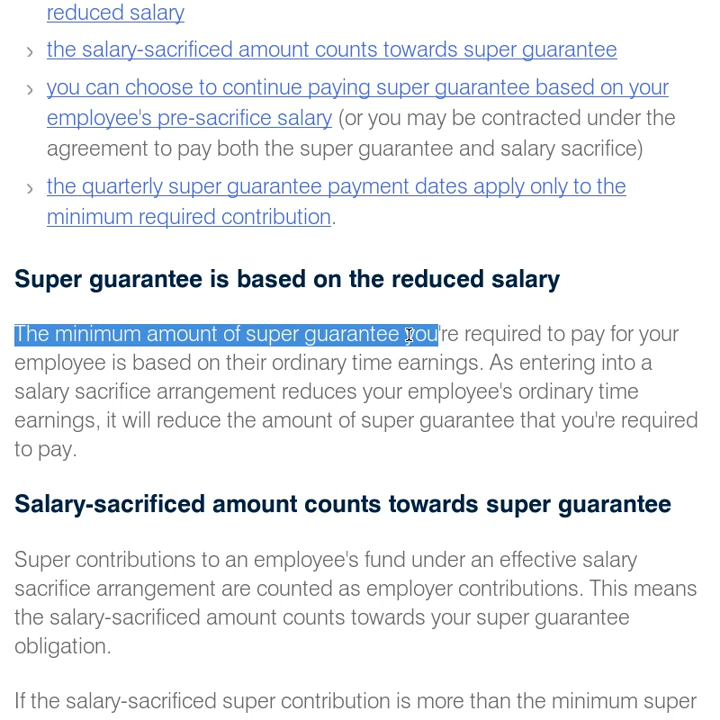 reduced salary
› the salary-sacrificed amount counts towards super guarantee
› you can choose to continue paying super guarantee based on your
employee's pre-sacrifice salary (or you may be contracted under the
agreement to pay both the super guarantee and salary sacrifice)
› the quarterly super guarantee payment dates apply only to the
minimum required contribution.
Super guarantee is based on the reduced salary
The minimum amount of super guarantee you're required to pay for your
employee is based on their ordinary time earnings. As entering into a
salary sacrifice arrangement reduces your employee's ordinary time
earnings, it will reduce the amount of super guarantee that you're required
to pay.
Salary-sacrificed amount counts towards super guarantee
Super contributions to an employee's fund under an effective salary
sacrifice arrangement are counted as employer contributions. This means
the salary-sacrificed amount counts towards your super guarantee
obligation.
If the salary-sacrificed super contribution is more than the minimum super